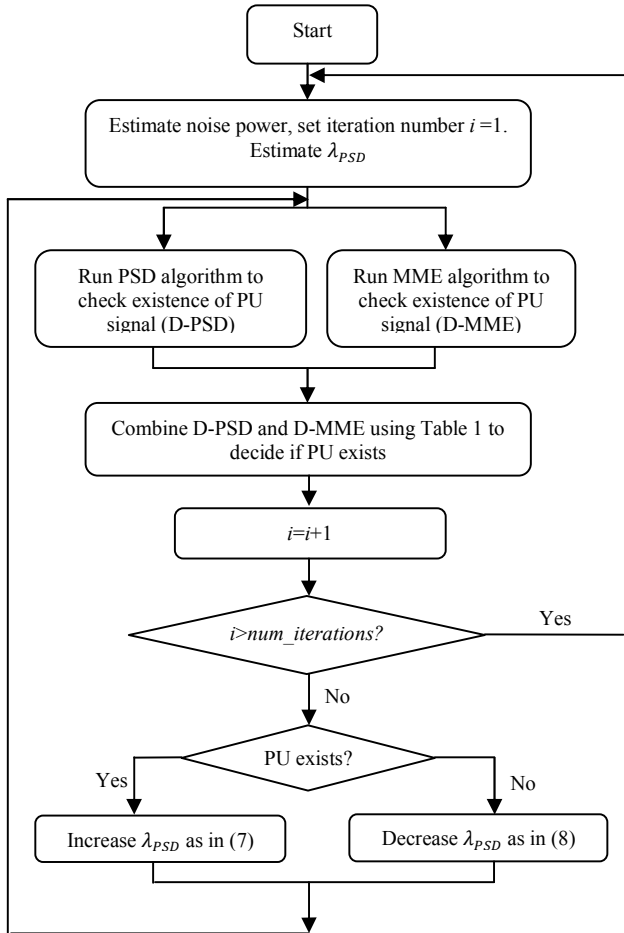 Start
Estimate noise power, set iteration number i =1.
Estimate λPSD
Run PSD algorithm to
check existence of PU
signal (D-PSD)
Run MME algorithm to
check existence of PU
signal (D-MME)
Combine D-PSD and D-MME using Table 1 to
decide if PU exists
i=i+1
i>num_iterations?
Yes
No
PU exists?
Yes
No
Increase λPSD as in (7)
Decrease λPSD as in (8)